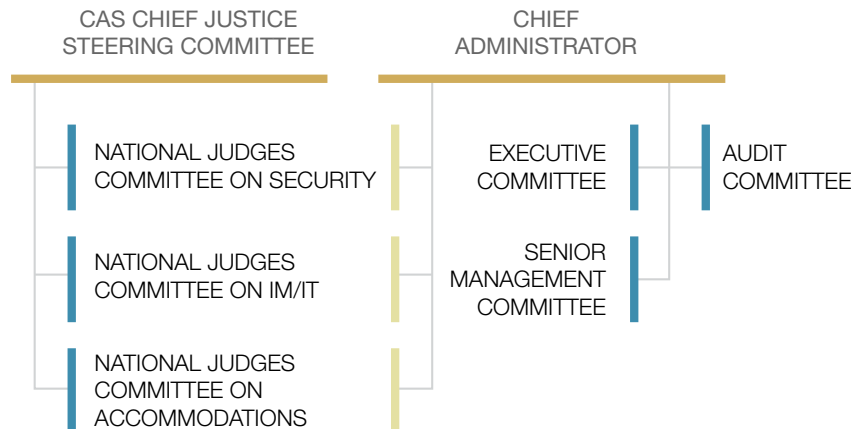 CAS CHIEF JUSTICE
STEERING COMMITTEE
CHIEF
ADMINISTRATOR
NATIONAL JUDGES
COMMITTEE ON SECURITY
NATIONAL JUDGES
COMMITTEE ON IM/IT
NATIONAL JUDGES
COMMITTEE ON
ACCOMMODATIONS
EXECUTIVE
COMMITTEE
SENIOR
MANAGEMENT
COMMITTEE
AUDIT
COMMITTEE